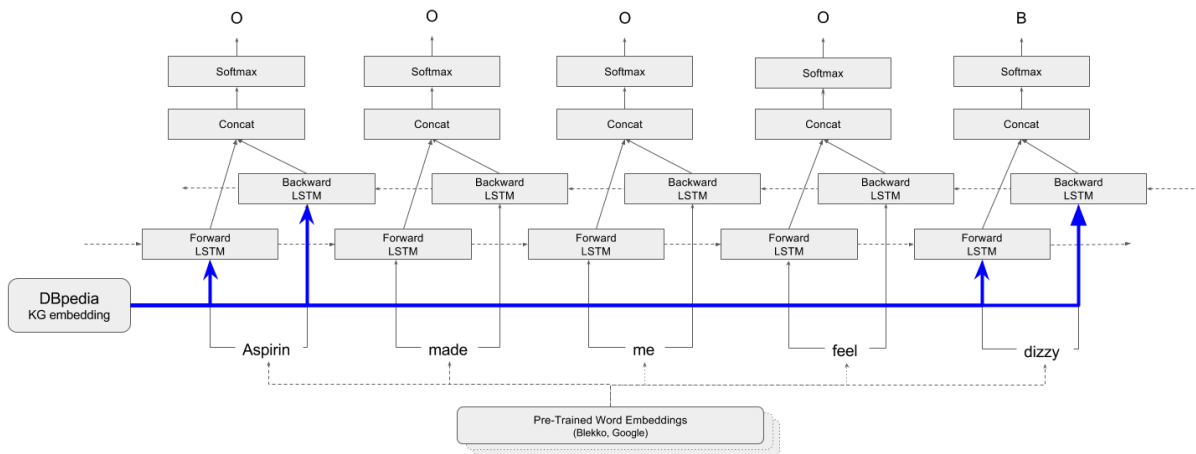 O O O O B
Softmax Softmax Softmax Softmax Softmax
Concat Concat Concat Concat Concat
Backward Backward Backward Backward Backward
LSTM LSTM LSTM LSTM LSTM
Forward Forward Forward Forward Forward
LSTM LSTM LSTM LSTM LSTM
DBpedia
KG embedding
Aspirin made me feel dizzy
Pre-Trained Word Embeddings
(Blekko, Google)